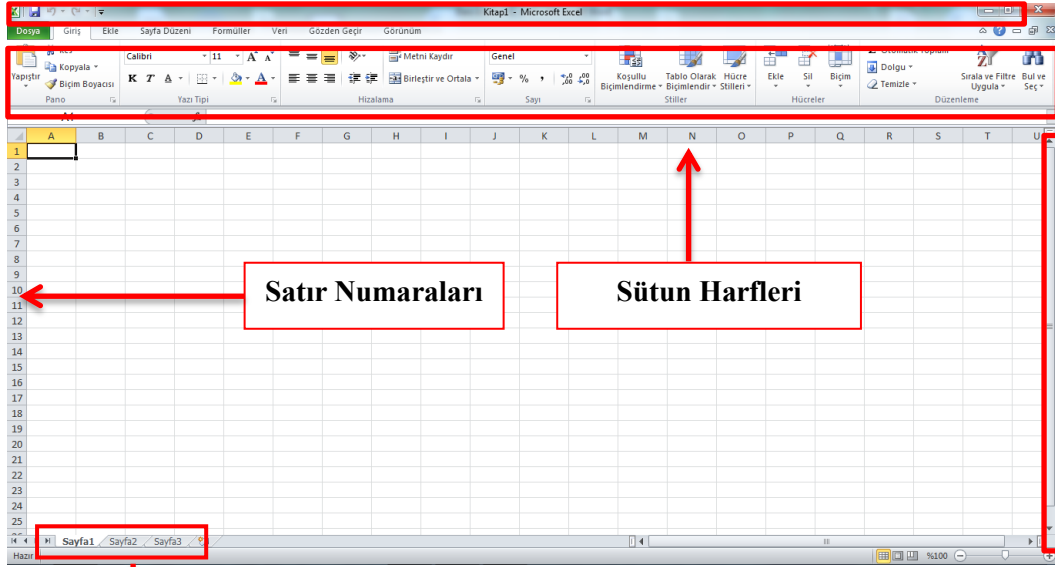 Kitap1 - Microsoft Excel
Dosya Giriş Ekle Sayfa Düzeni Formüller Veri Gözden Geçir Görünüm
Calibri 11 A A Metni Kaydır Genel
Yapıştır Kopyala Biçim Boyacısı K T A A Birleştir ve Ortala % , Koşullu Biçimlendirme Tablo Olarak Biçimlendir Hücre Stilleri Ekle Sil Biçim Dolgu Temizle Sırala ve Filtre Uygula Bul ve Seç
Pano Yazı Tipi Hizalama Sayı Stiller Hücreler Düzenleme
A B C D E F G H I J K L M N O P Q R S T U
1
2
3
4
5
6
7
8
9
10
11
12
13
14
15
16
17
18
19
20
21
22
23
24
25
Satır Numaraları
Sütun Harfleri
Sayfa1 Sayfa2 Sayfa3
Hazır %100